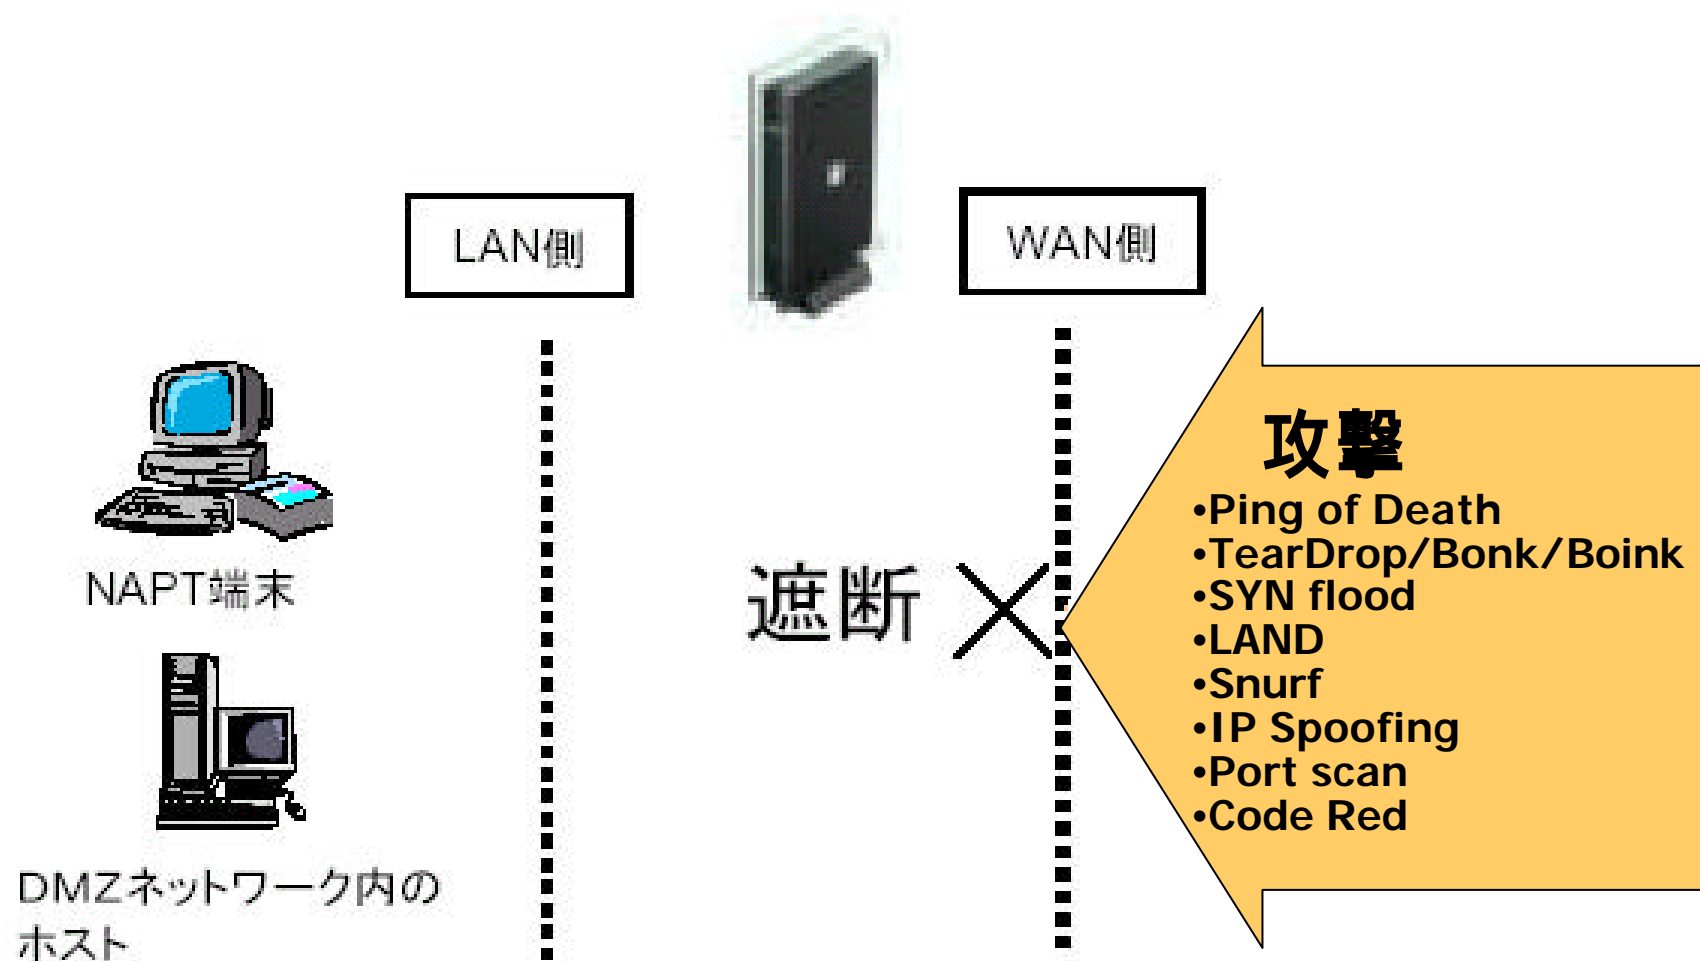 LAN側
WAN側
攻撃
•Ping of Death
•TearDrop/Bonk/Boink
•SYN flood
•LAND
•Snurf
•IP Spoofing
•Port scan
•Code Red
遮断
NAPT端末
DMZネットワーク内の
ホスト